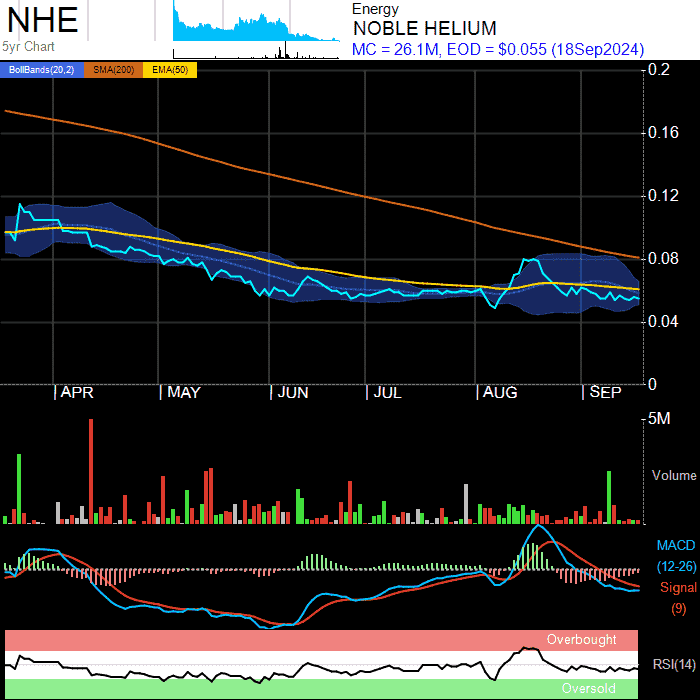 NHE
5yr Chart
Energy
NOBLE HELIUM
MC = 26.1M, EOD = $0.055 (18Sep2024)
BollBands(20,2) SMA(200) EMA(50)
0.2
0.16
0.12
0.08
0.04
0
APR MAY JUN JUL AUG SEP
5M
Volume
MACD
(12-26)
Signal
(9)
Overbought
RSI(14)
Oversold